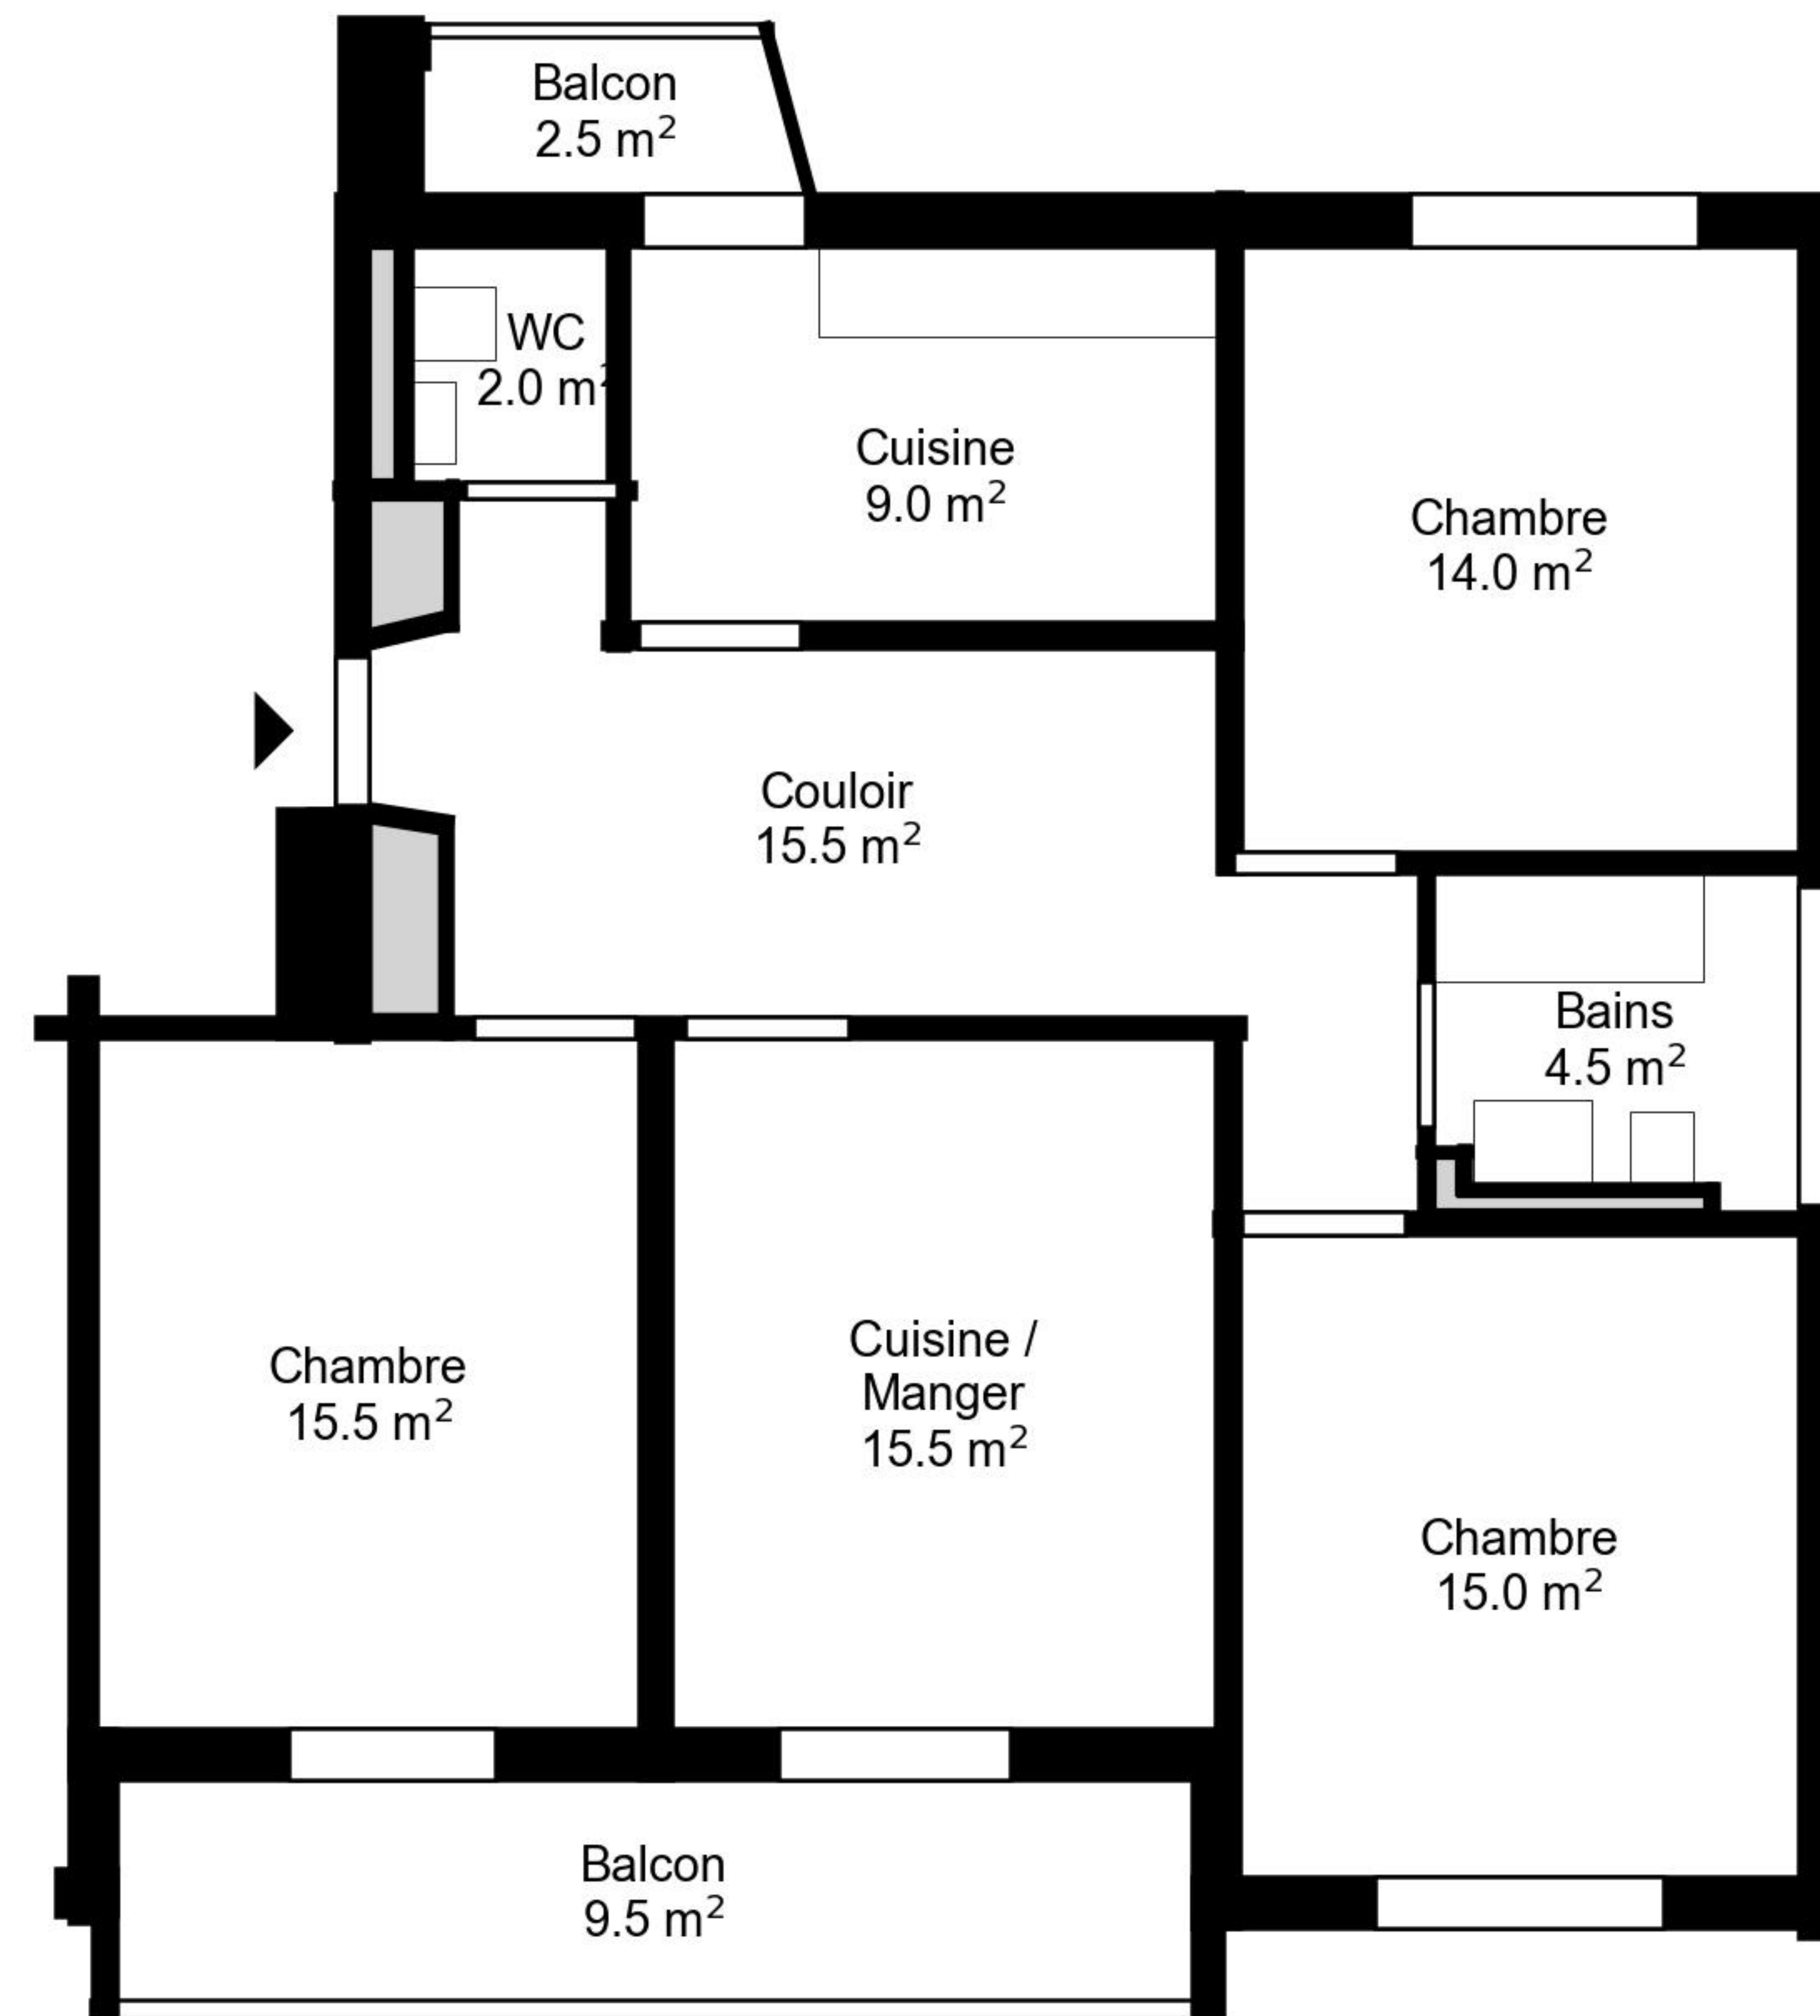 Balcon
2.5 m²
WC
2.0 m²
Cuisine
9.0 m²
Chambre
14.0 m²
Couloir
15.5 m²
Bains
4.5 m²
Chambre
15.5 m²
Cuisine /
Manger
15.5 m²
Chambre
15.0 m²
Balcon
9.5 m²